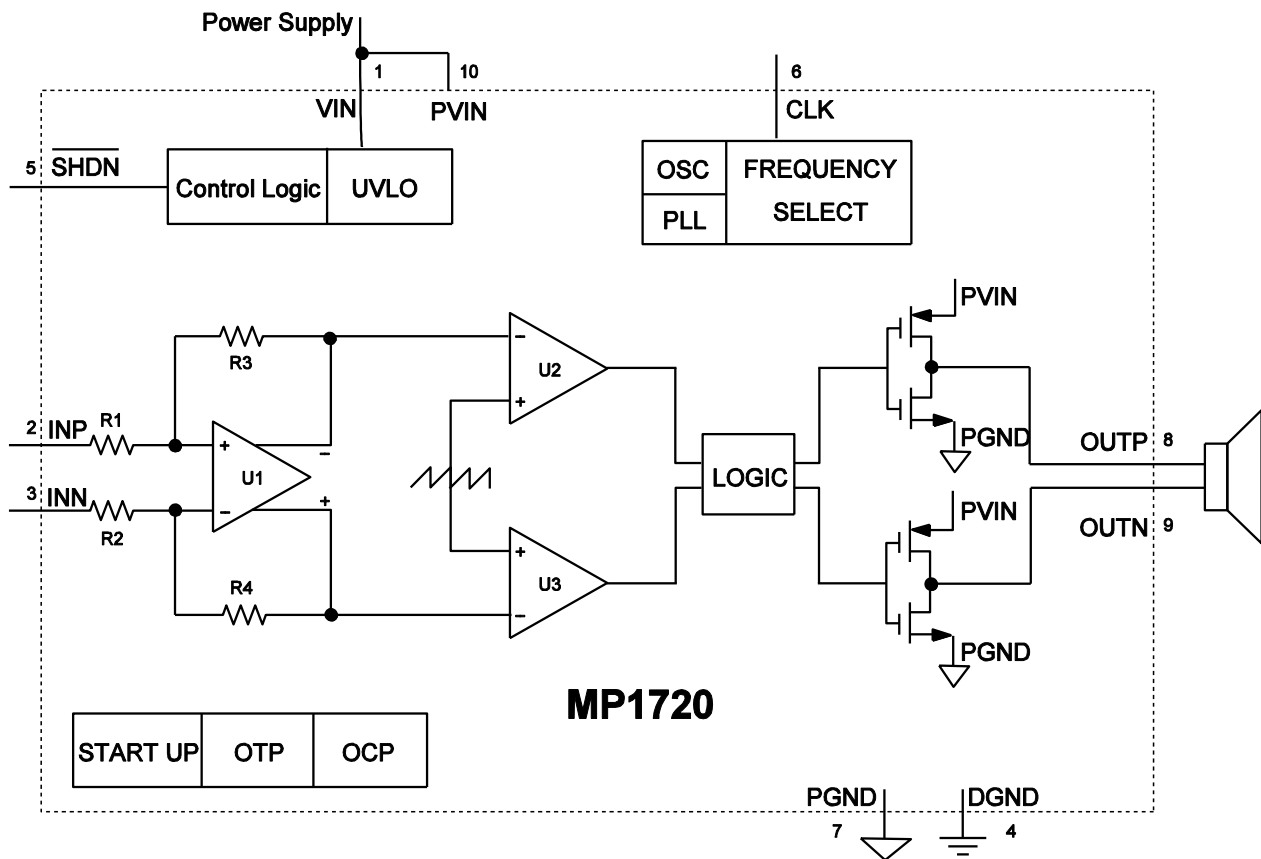 Power Supply
1
10
6
VIN
PVIN
CLK
5
SHDN
Control Logic
UVLO
OSC
PLL
FREQUENCY
SELECT
PVIN
R3
−
U2
+
2
INP
R1
+
−
PGND
OUTP
8
U1
LOGIC
3
INN
+
−
PVIN
R2
OUTN
9
+
R4
U3
−
PGND
MP1720
START UP
OTP
OCP
PGND
DGND
7
4